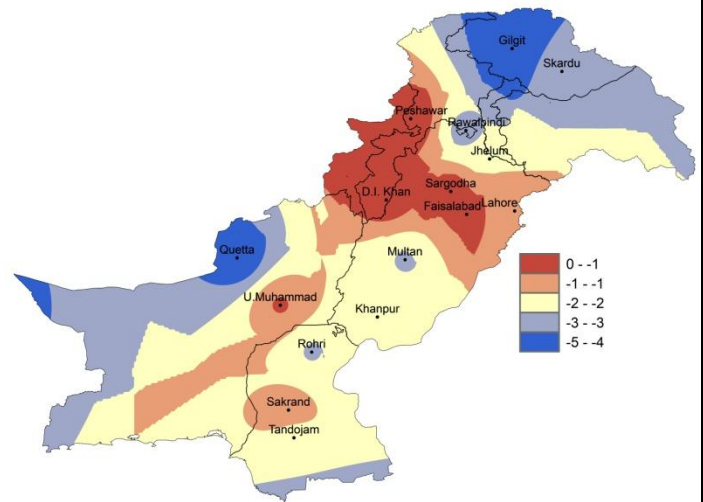 Gilgit
Skardu
Peshawar
Rawalpindi
Jhelum
D.I. Khan
Sargodha
Faisalabad
Lahore
Quetta
Multan
U.Muhammad
Khanpur
Rohri
Sakrand
Tandojam
0 - -1
-1 - -1
-2 - -2
-3 - -3
-5 - -4